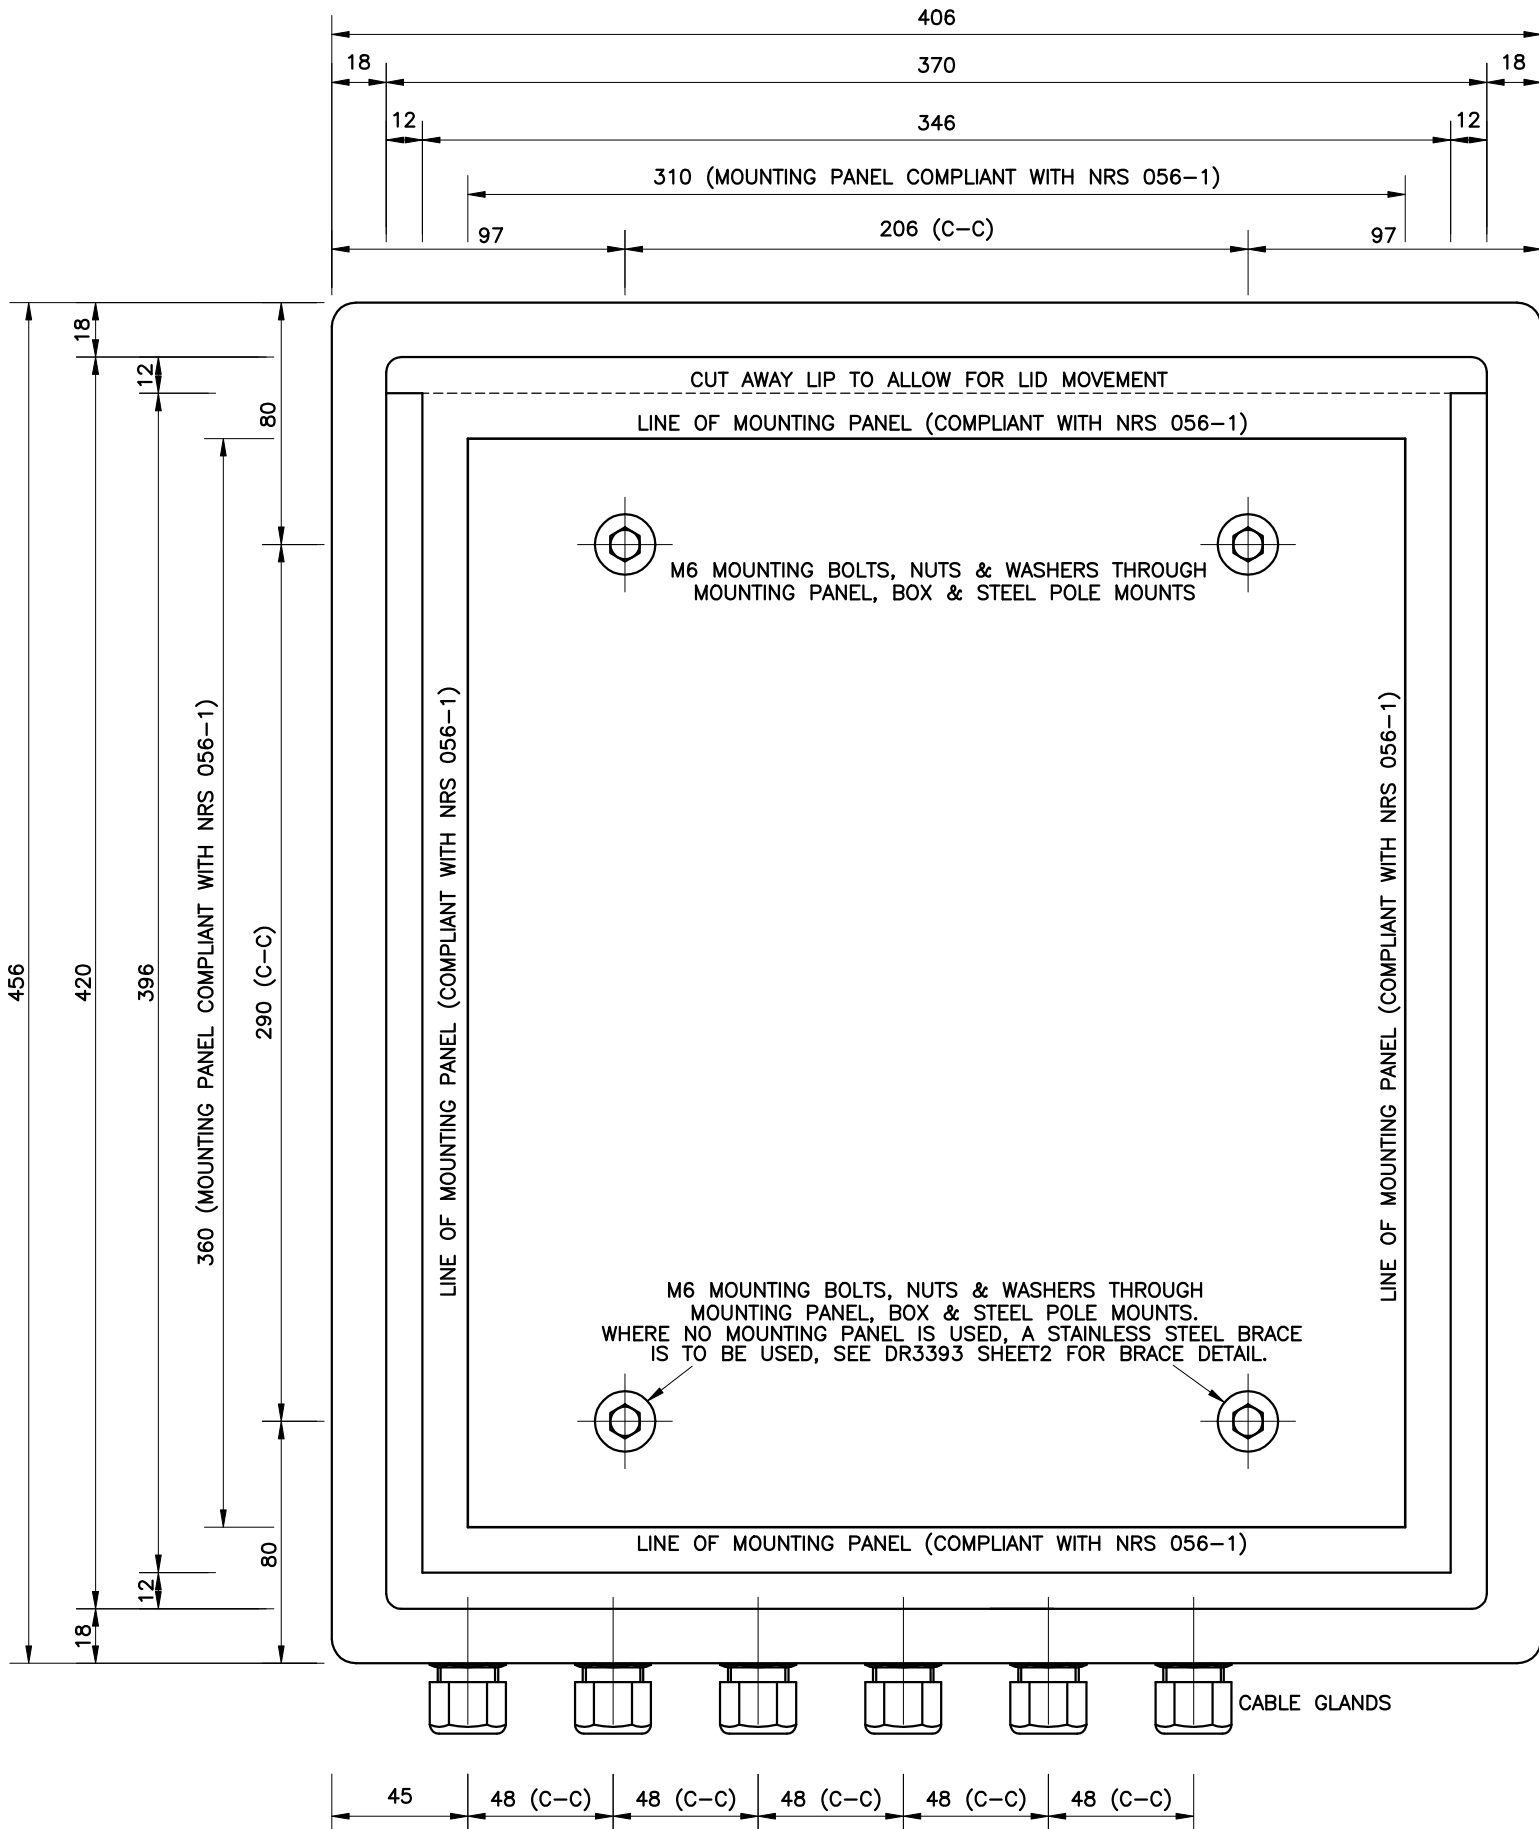 406
18
370
18
12
346
12
310 (MOUNTING PANEL COMPLIANT WITH NRS 056-1)
97
206 (C-C)
97
18
12
80
CUT AWAY LIP TO ALLOW FOR LID MOVEMENT
LINE OF MOUNTING PANEL (COMPLIANT WITH NRS 056-1)
M6 MOUNTING BOLTS, NUTS & WASHERS THROUGH
MOUNTING PANEL, BOX & STEEL POLE MOUNTS
456
420
396
360 (MOUNTING PANEL COMPLIANT WITH NRS 056-1)
290 (C-C)
LINE OF MOUNTING PANEL (COMPLIANT WITH NRS 056-1)
LINE OF MOUNTING PANEL (COMPLIANT WITH NRS 056-1)
M6 MOUNTING BOLTS, NUTS & WASHERS THROUGH
MOUNTING PANEL, BOX & STEEL POLE MOUNTS.
WHERE NO MOUNTING PANEL IS USED, A STAINLESS STEEL BRACE
IS TO BE USED, SEE DR3393 SHEET2 FOR BRACE DETAIL.
LINE OF MOUNTING PANEL (COMPLIANT WITH NRS 056-1)
80
12
18
CABLE GLANDS
45
48 (C-C)
48 (C-C)
48 (C-C)
48 (C-C)
48 (C-C)